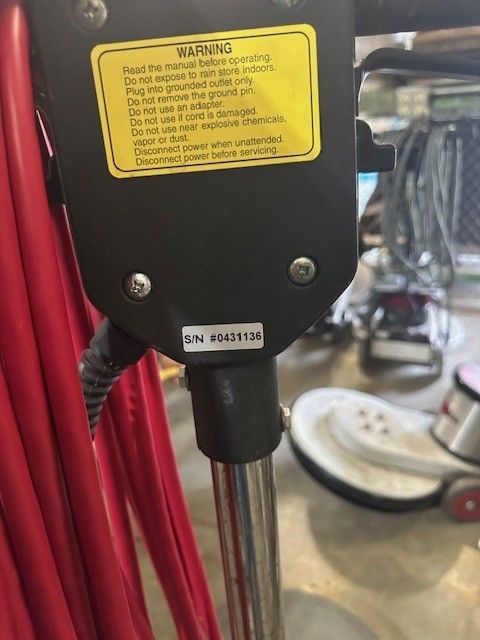 WARNING
Read the manual before operating.
Do not expose to rain store indoors.
Plug into grounded outlet only.
Do not remove the ground pin.
Do not use an adapter.
Do not use if cord is damaged.
Do not use near explosive chemicals,
vapor or dust.
Disconnect power when unattended.
Disconnect power before servicing.
S/N #0431136